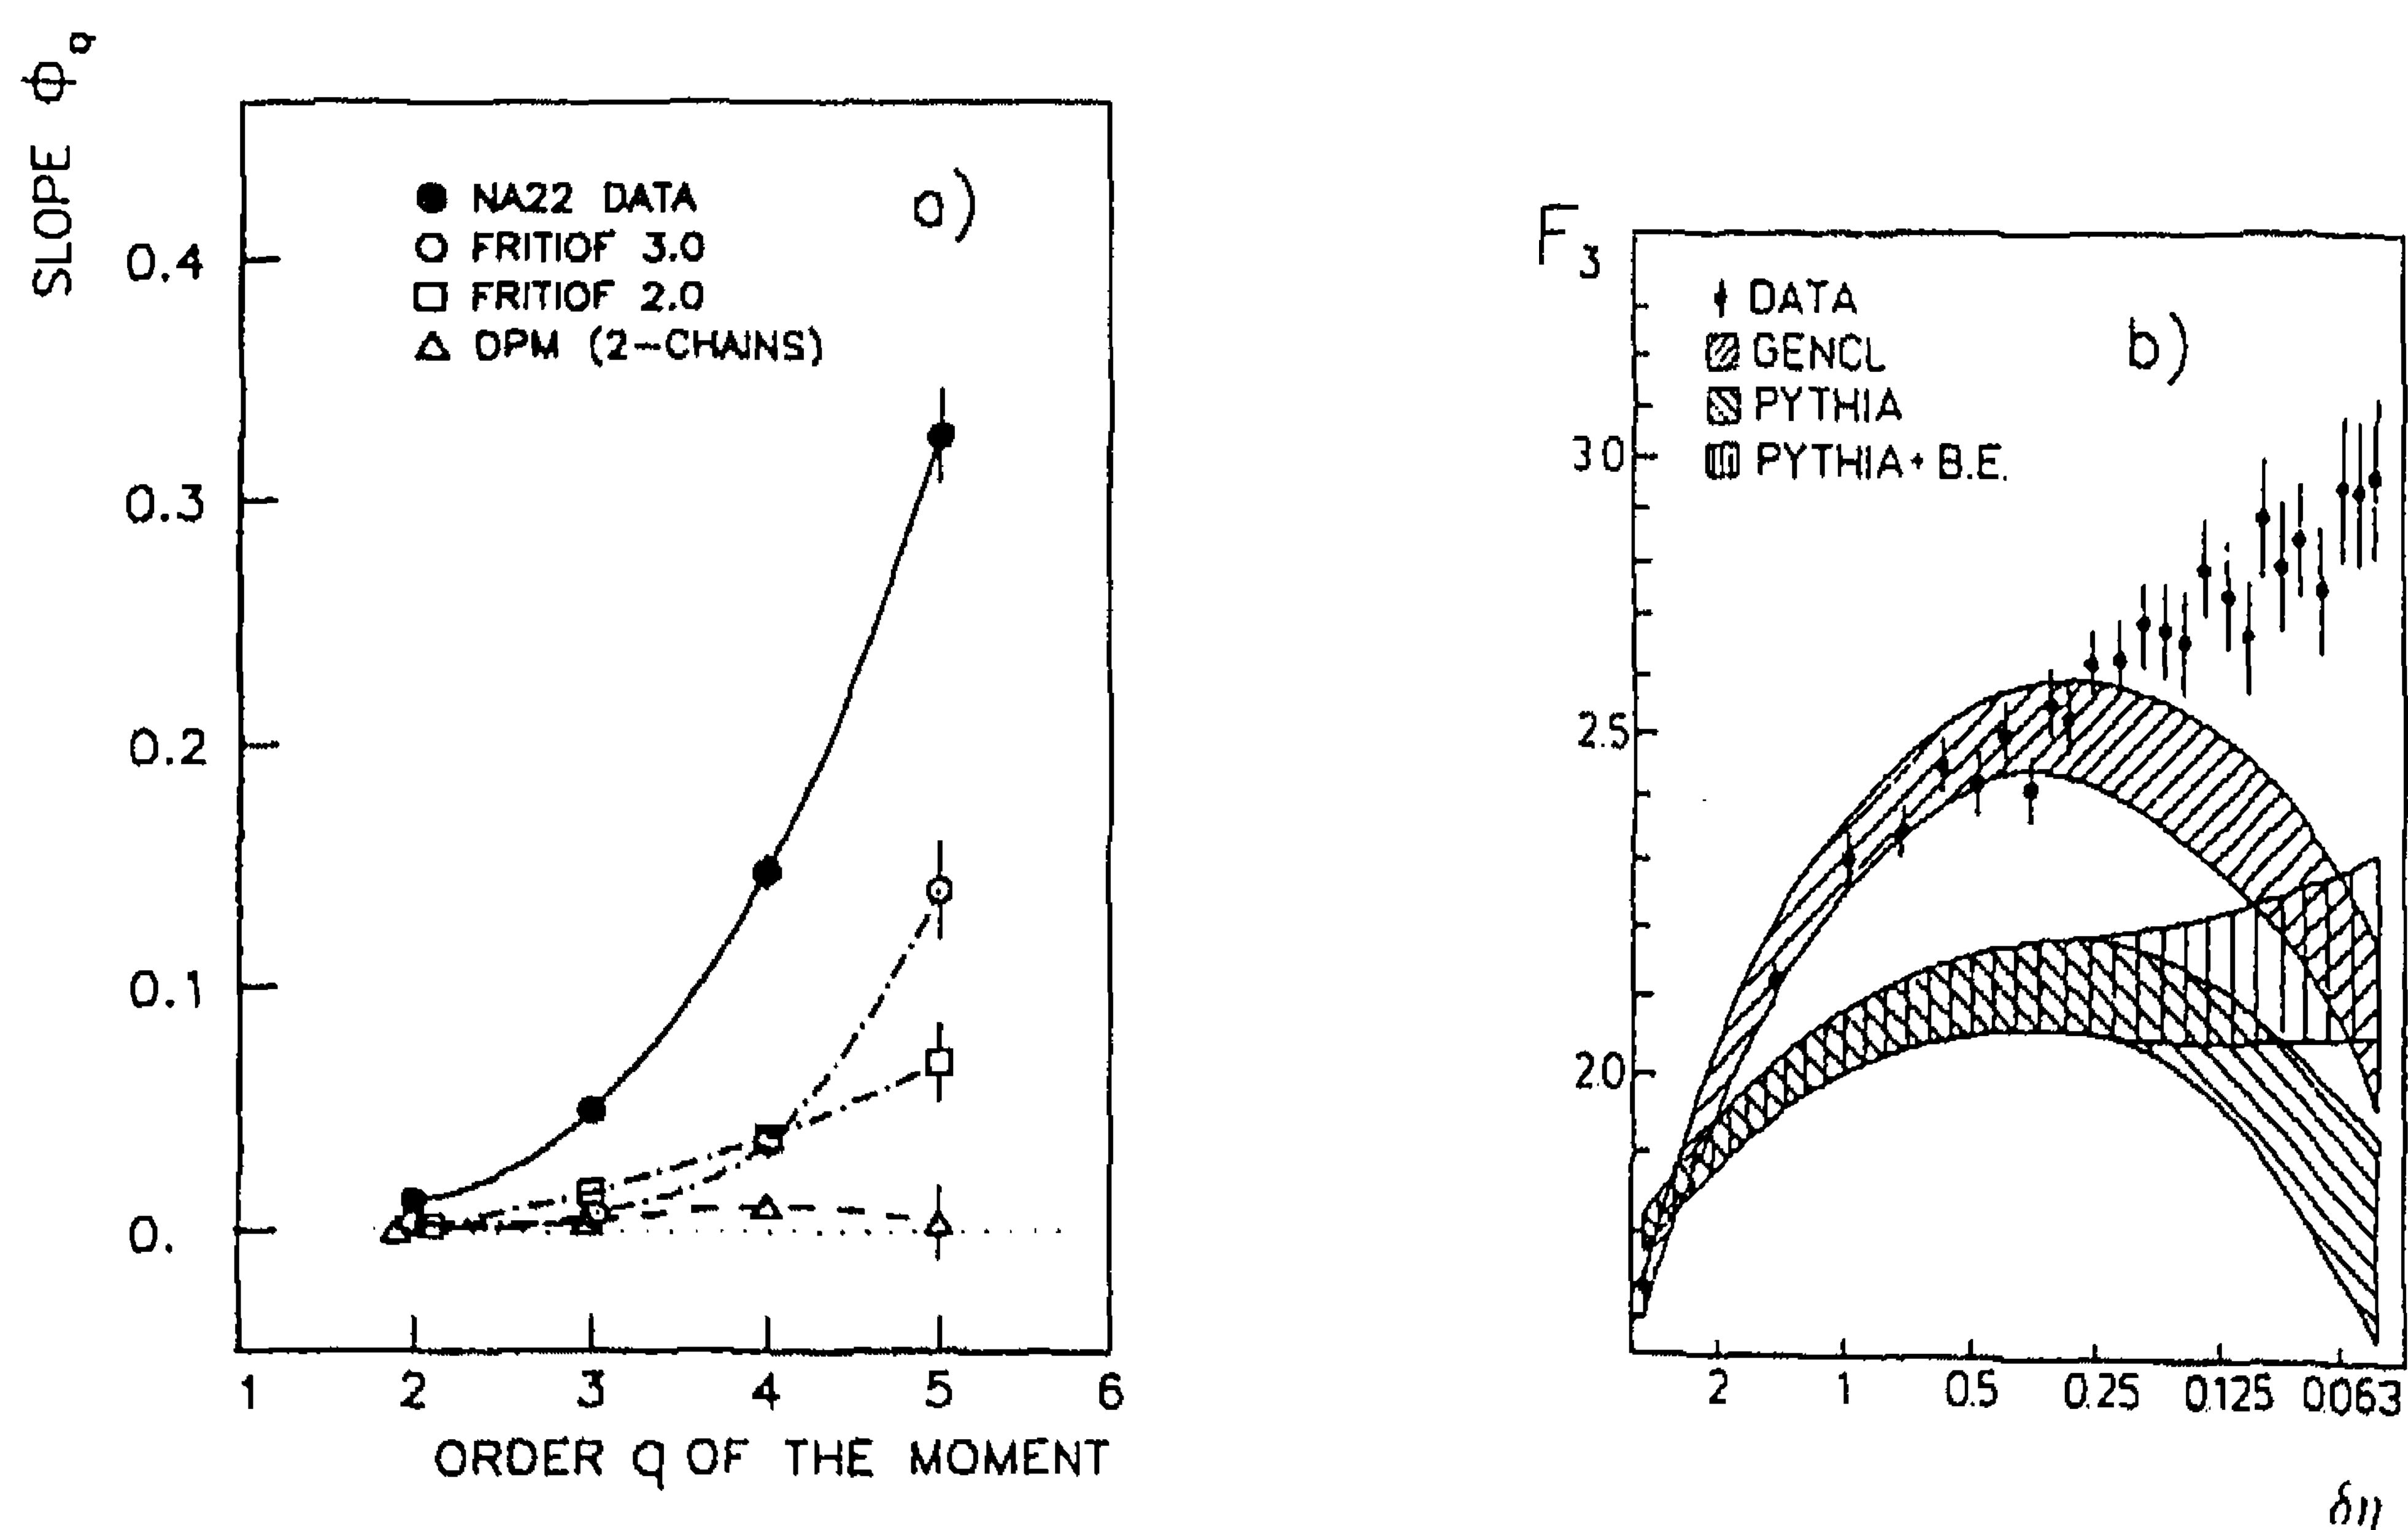 SLOPE ϕq
a)
● NA22 DATA
○ FRITIOF 3.0
□ FRITIOF 2.0
△ DPM (2-CHAINS)
0.4
0.3
0.2
0.1
0.
1 2 3 4 5 6
ORDER q OF THE MOMENT
F3
b)
DATA
GENCL
PYTHIA
PYTHIA+B.E.
3.0
2.5
2.0
2 1 0.5 0.25 0.125 0.063
δη